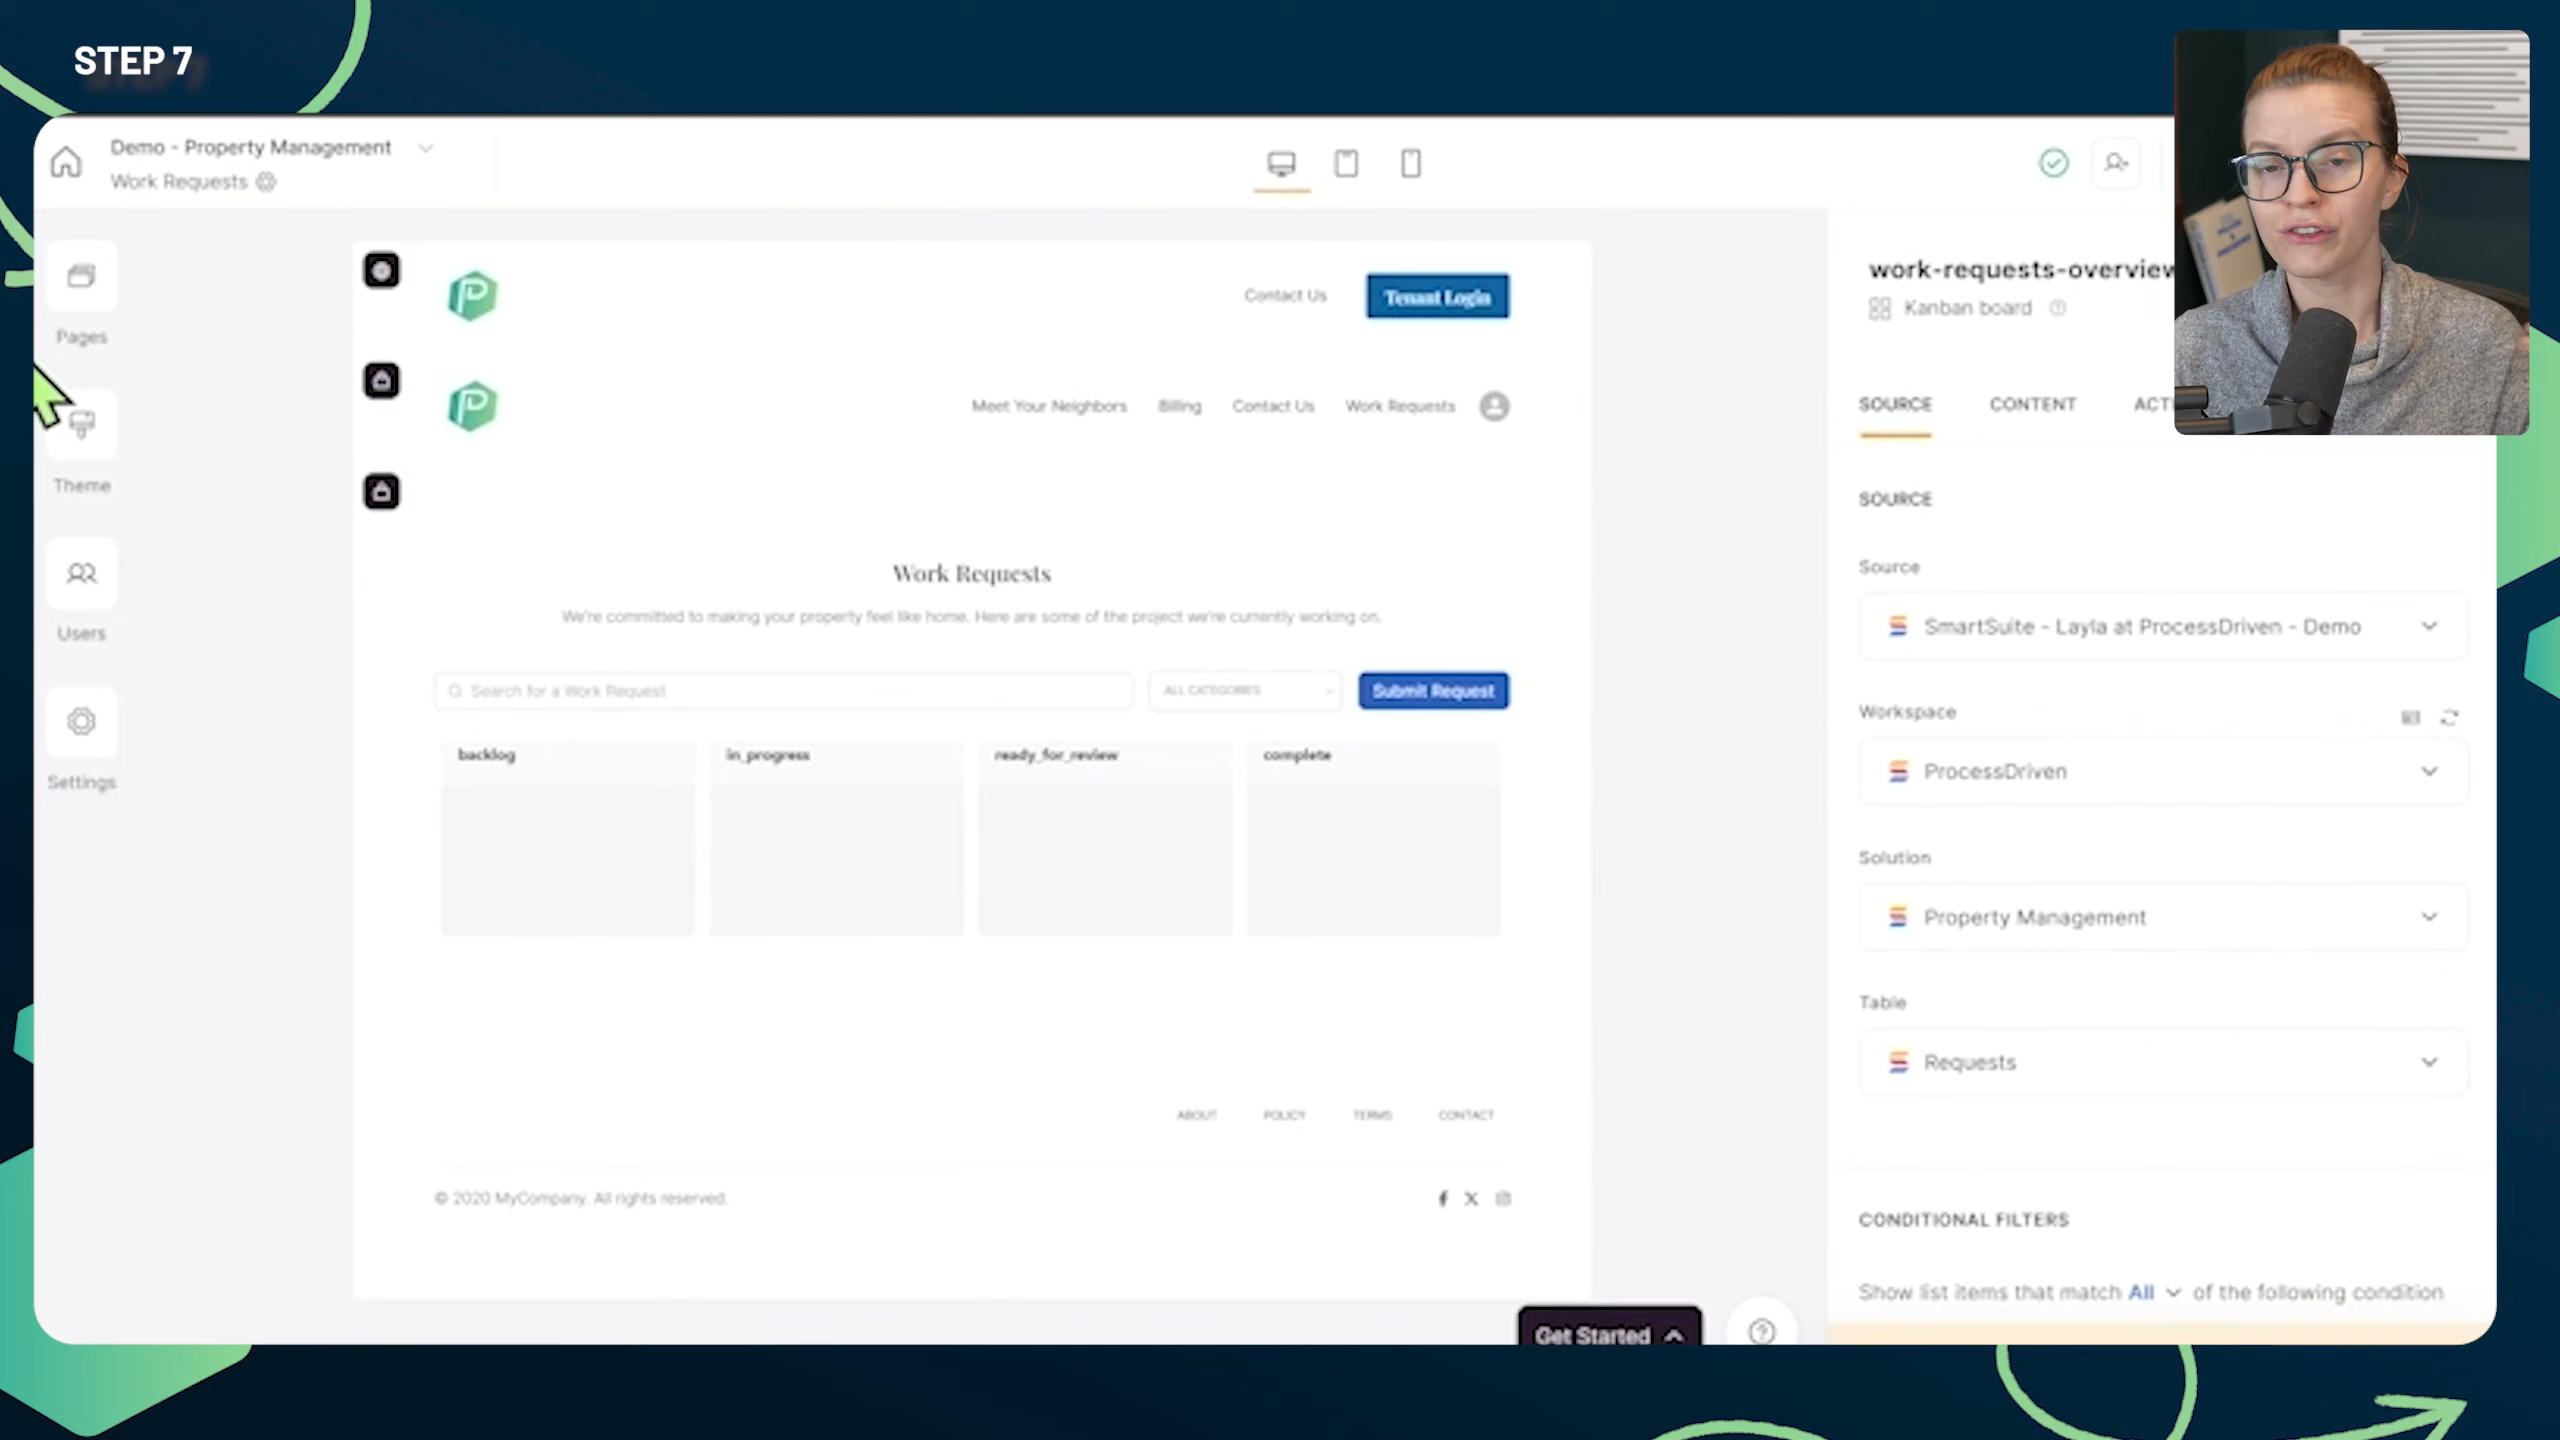 STEP 7
Demo - Property Management
Work Requests
Pages
Theme
Users
Settings
Contact Us
Tenant Login
Meet Your Neighbors
Billing
Contact Us
Work Requests
Work Requests
We're committed to making your property feel like home. Here are some of the project we're currently working on.
Search for a Work Request
ALL CATEGORIES
Submit Request
backlog
in_progress
ready_for_review
complete
ABOUT
POLICY
TERMS
CONTACT
© 2020 MyCompany. All rights reserved.
Get Started
work-requests-overview
Kanban board
SOURCE
CONTENT
SOURCE
Source
SmartSuite - Layla at ProcessDriven - Demo
Workspace
ProcessDriven
Solution
Property Management
Table
Requests
CONDITIONAL FILTERS
Show list items that match All of the following condition